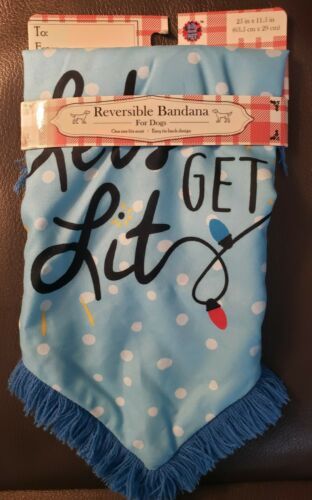 To:
25 in x 11.5 in
(63.5 cm x 29 cm)
Let's
Reversible Bandana
For Dogs
One size fits most • Easy tie-back design
GET
Lit